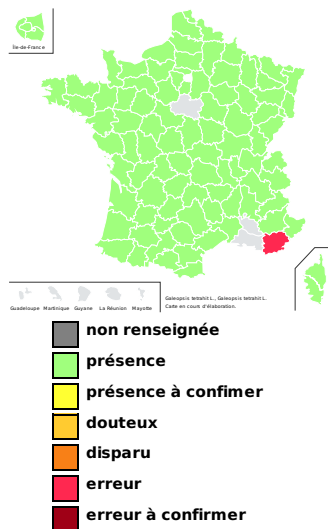 Île-de-France
Guadeloupe Martinique Guyane La Réunion Mayotte
Galeopsis tetrahit L., Galeopsis tetrahit L.
Carte en cours d'élaboration.
non renseignée
présence
présence à confimer
douteux
disparu
erreur
erreur à confirmer